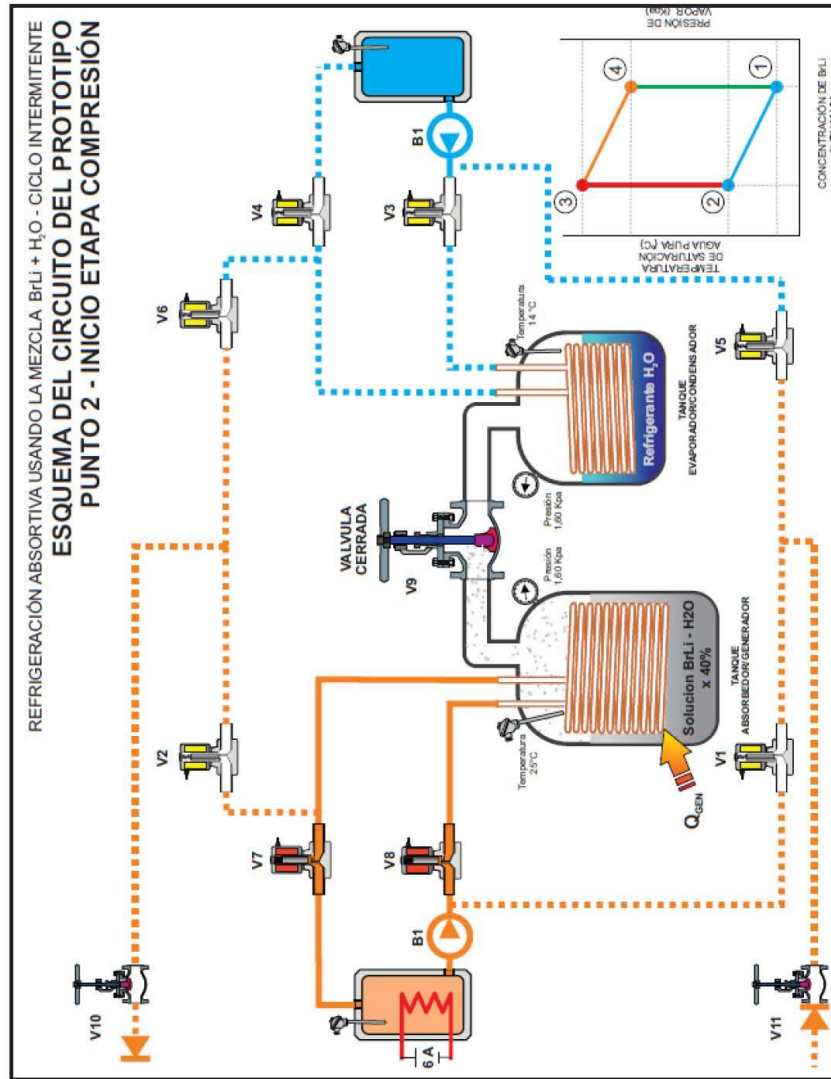 REFRIGERACIÓN ABSORTIVA USANDO LA MEZCLA BrLi + H2O - CICLO INTERMITENTE
ESQUEMA DEL CIRCUITO DEL PROTOTIPO
PUNTO 2 - INICIO ETAPA COMPRESIÓN
V10
V2
V6
V4
V7
V9
VALVULA
CERRADA
V3
V8
B1
B1
6 A
Temperatura
25°C
Presión
1,60 Kpa
Presión
1,60 Kpa
Temperatura
14 °C
Solucion BrLi - H2O
x 40%
TANQUE
ABSORBEDOR/GENERADOR
QGEN
Refrigerante H2O
TANQUE
EVAPORADOR/CONDENSADOR
V11
V1
V5
TEMPERATURA
DE SATURACIÓN
AGUA PURA (ºC)
PRESIÓN DE
VAPOR (Kpa)
3
4
2
1
CONCENTRACIÓN DE BrLi